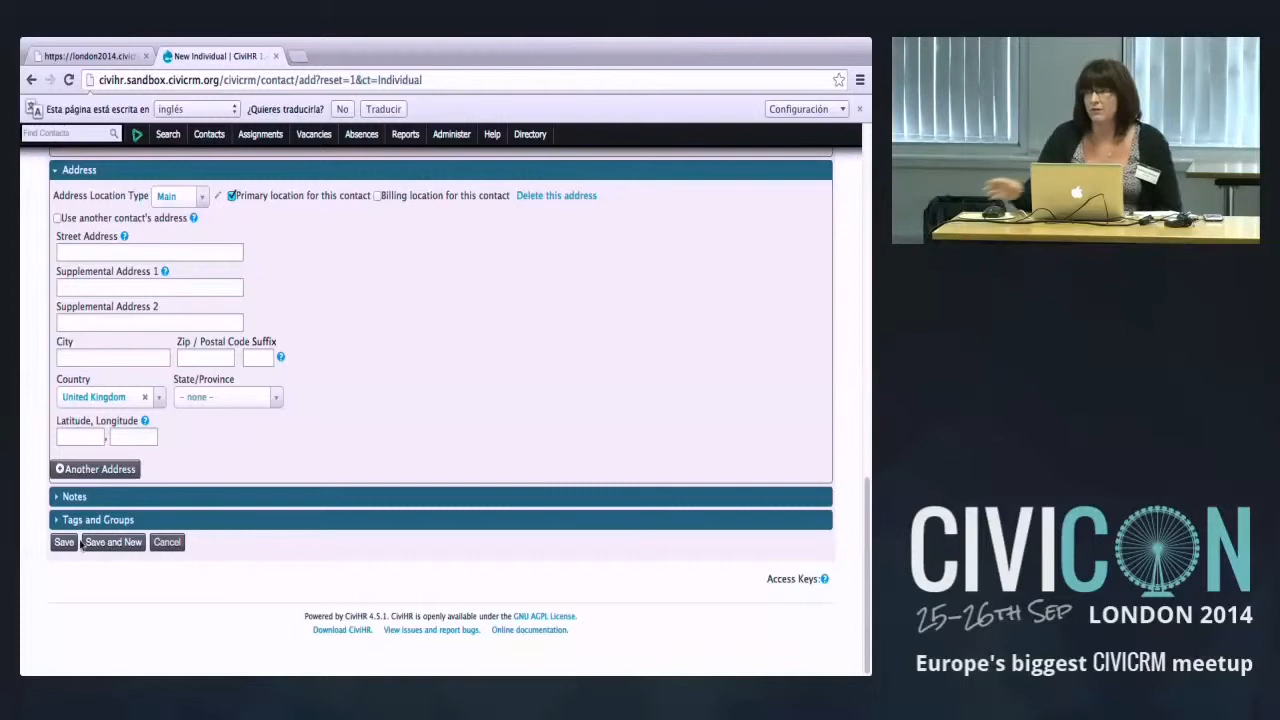 https://london2014.civic
New Individual | CiviHR
civihr.sandbox.civicrm.org/civicrm/contact/add?reset=1&ct=Individual
Esta página está escrita en inglés ¿Quieres traducirla? No Traducir Configuración
Find Contacts Search Contacts Assignments Vacancies Absences Reports Administer Help Directory
Address
Address Location Type Main Primary location for this contact Billing location for this contact Delete this address
Use another contact's address
Street Address
Supplemental Address 1
Supplemental Address 2
City Zip / Postal Code Suffix
Country State/Province
United Kingdom - none -
Latitude, Longitude
,
Another Address
Notes
Tags and Groups
Save Save and New Cancel
Access Keys:
Powered by CiviHR 4.5.1. CiviHR is openly available under the GNU AGPL License.
Download CiviHR. View issues and report bugs. Online documentation.
CIVICON
25-26TH SEP LONDON 2014
Europe's biggest CIVICRM meetup